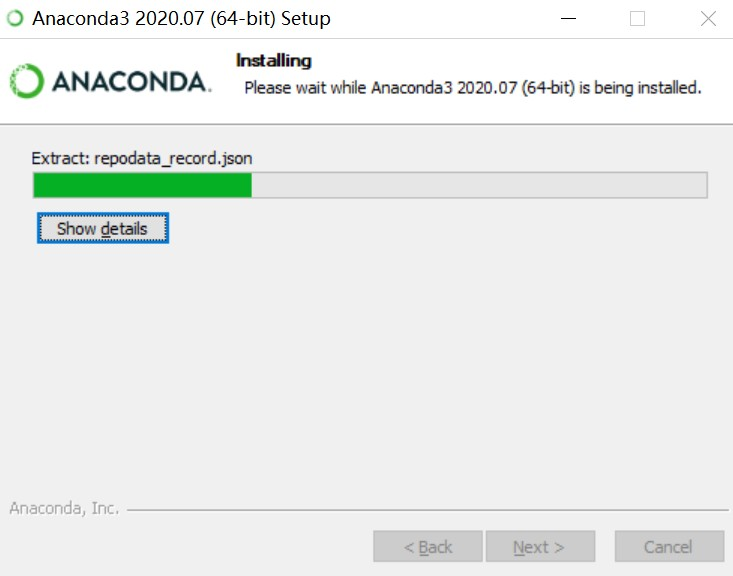 Anaconda3 2020.07 (64-bit) Setup
ANACONDA.
Installing
Please wait while Anaconda3 2020.07 (64-bit) is being installed.
Extract: repodata_record.json
Show details
Anaconda, Inc.
< Back
Next >
Cancel